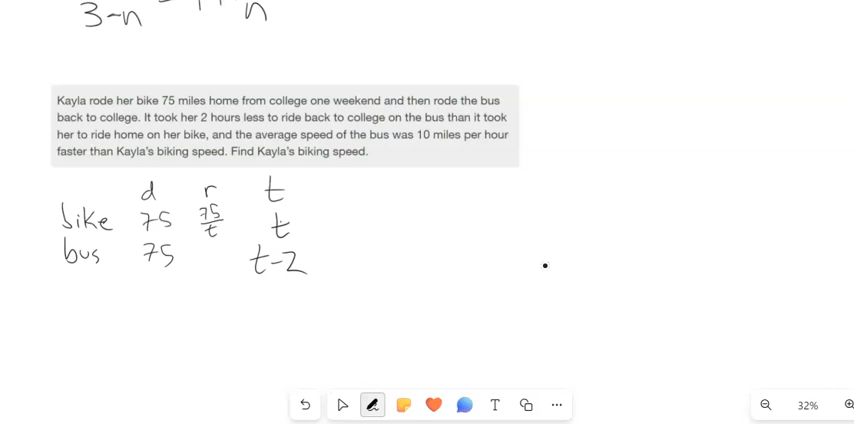 3-n n
Kayla rode her bike 75 miles home from college one weekend and then rode the bus
back to college. It took her 2 hours less to ride back to college on the bus than it took
her to ride home on her bike, and the average speed of the bus was 10 miles per hour
faster than Kayla's biking speed. Find Kayla's biking speed.
d r t
bike 75 75/t t
bus 75 t-2
T
32%